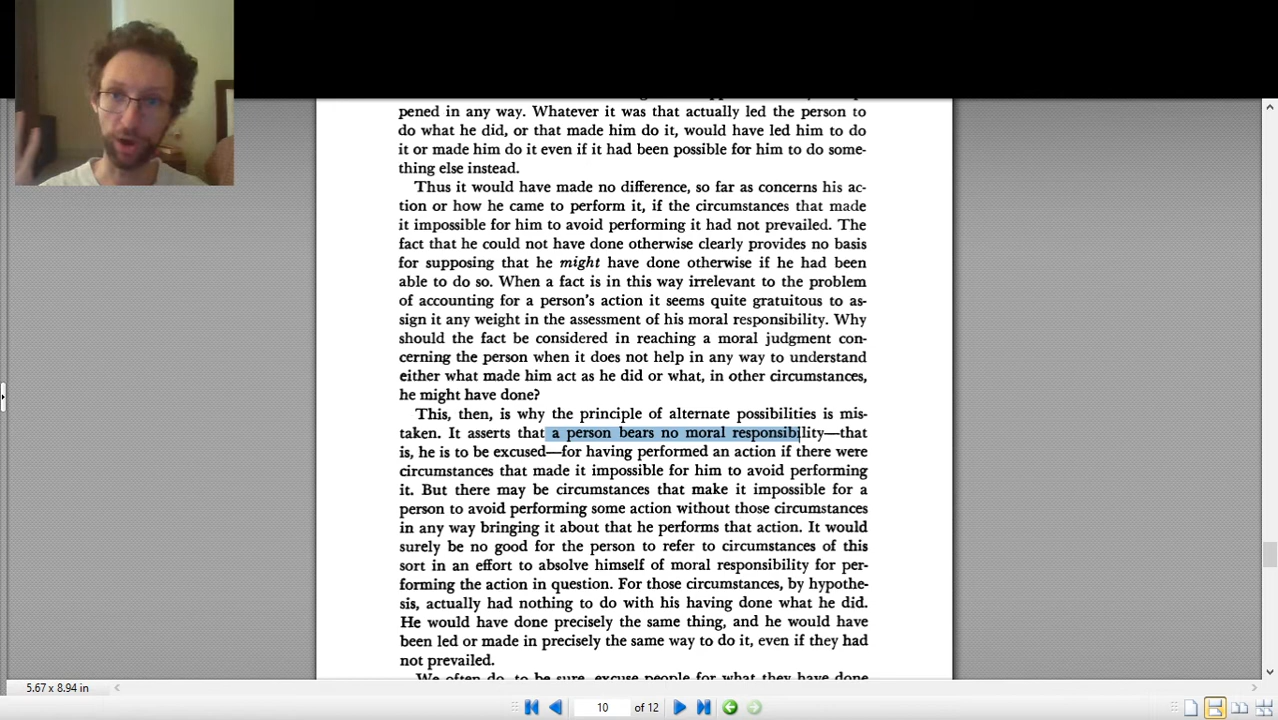 pened in any way. Whatever it was that actually led the person to
do what he did, or that made him do it, would have led him to do
it or made him do it even if it had been possible for him to do some-
thing else instead.
Thus it would have made no difference, so far as concerns his ac-
tion or how he came to perform it, if the circumstances that made
it impossible for him to avoid performing it had not prevailed. The
fact that he could not have done otherwise clearly provides no basis
for supposing that he might have done otherwise if he had been
able to do so. When a fact is in this way irrelevant to the problem
of accounting for a person's action it seems quite gratuitous to as-
sign it any weight in the assessment of his moral responsibility. Why
should the fact be considered in reaching a moral judgment con-
cerning the person when it does not help in any way to understand
either what made him act as he did or what, in other circumstances,
he might have done?
This, then, is why the principle of alternate possibilities is mis-
taken. It asserts that a person bears no moral responsibility—that
is, he is to be excused—for having performed an action if there were
circumstances that made it impossible for him to avoid performing
it. But there may be circumstances that make it impossible for a
person to avoid performing some action without those circumstances
in any way bringing it about that he performs that action. It would
surely be no good for the person to refer to circumstances of this
sort in an effort to absolve himself of moral responsibility for per-
forming the action in question. For those circumstances, by hypothe-
sis, actually had nothing to do with his having done what he did.
He would have done precisely the same thing, and he would have
been led or made in precisely the same way to do it, even if they had
not prevailed.
We often do, to be sure, excuse people for what they have done
5.67 x 8.94 in
10 of 12